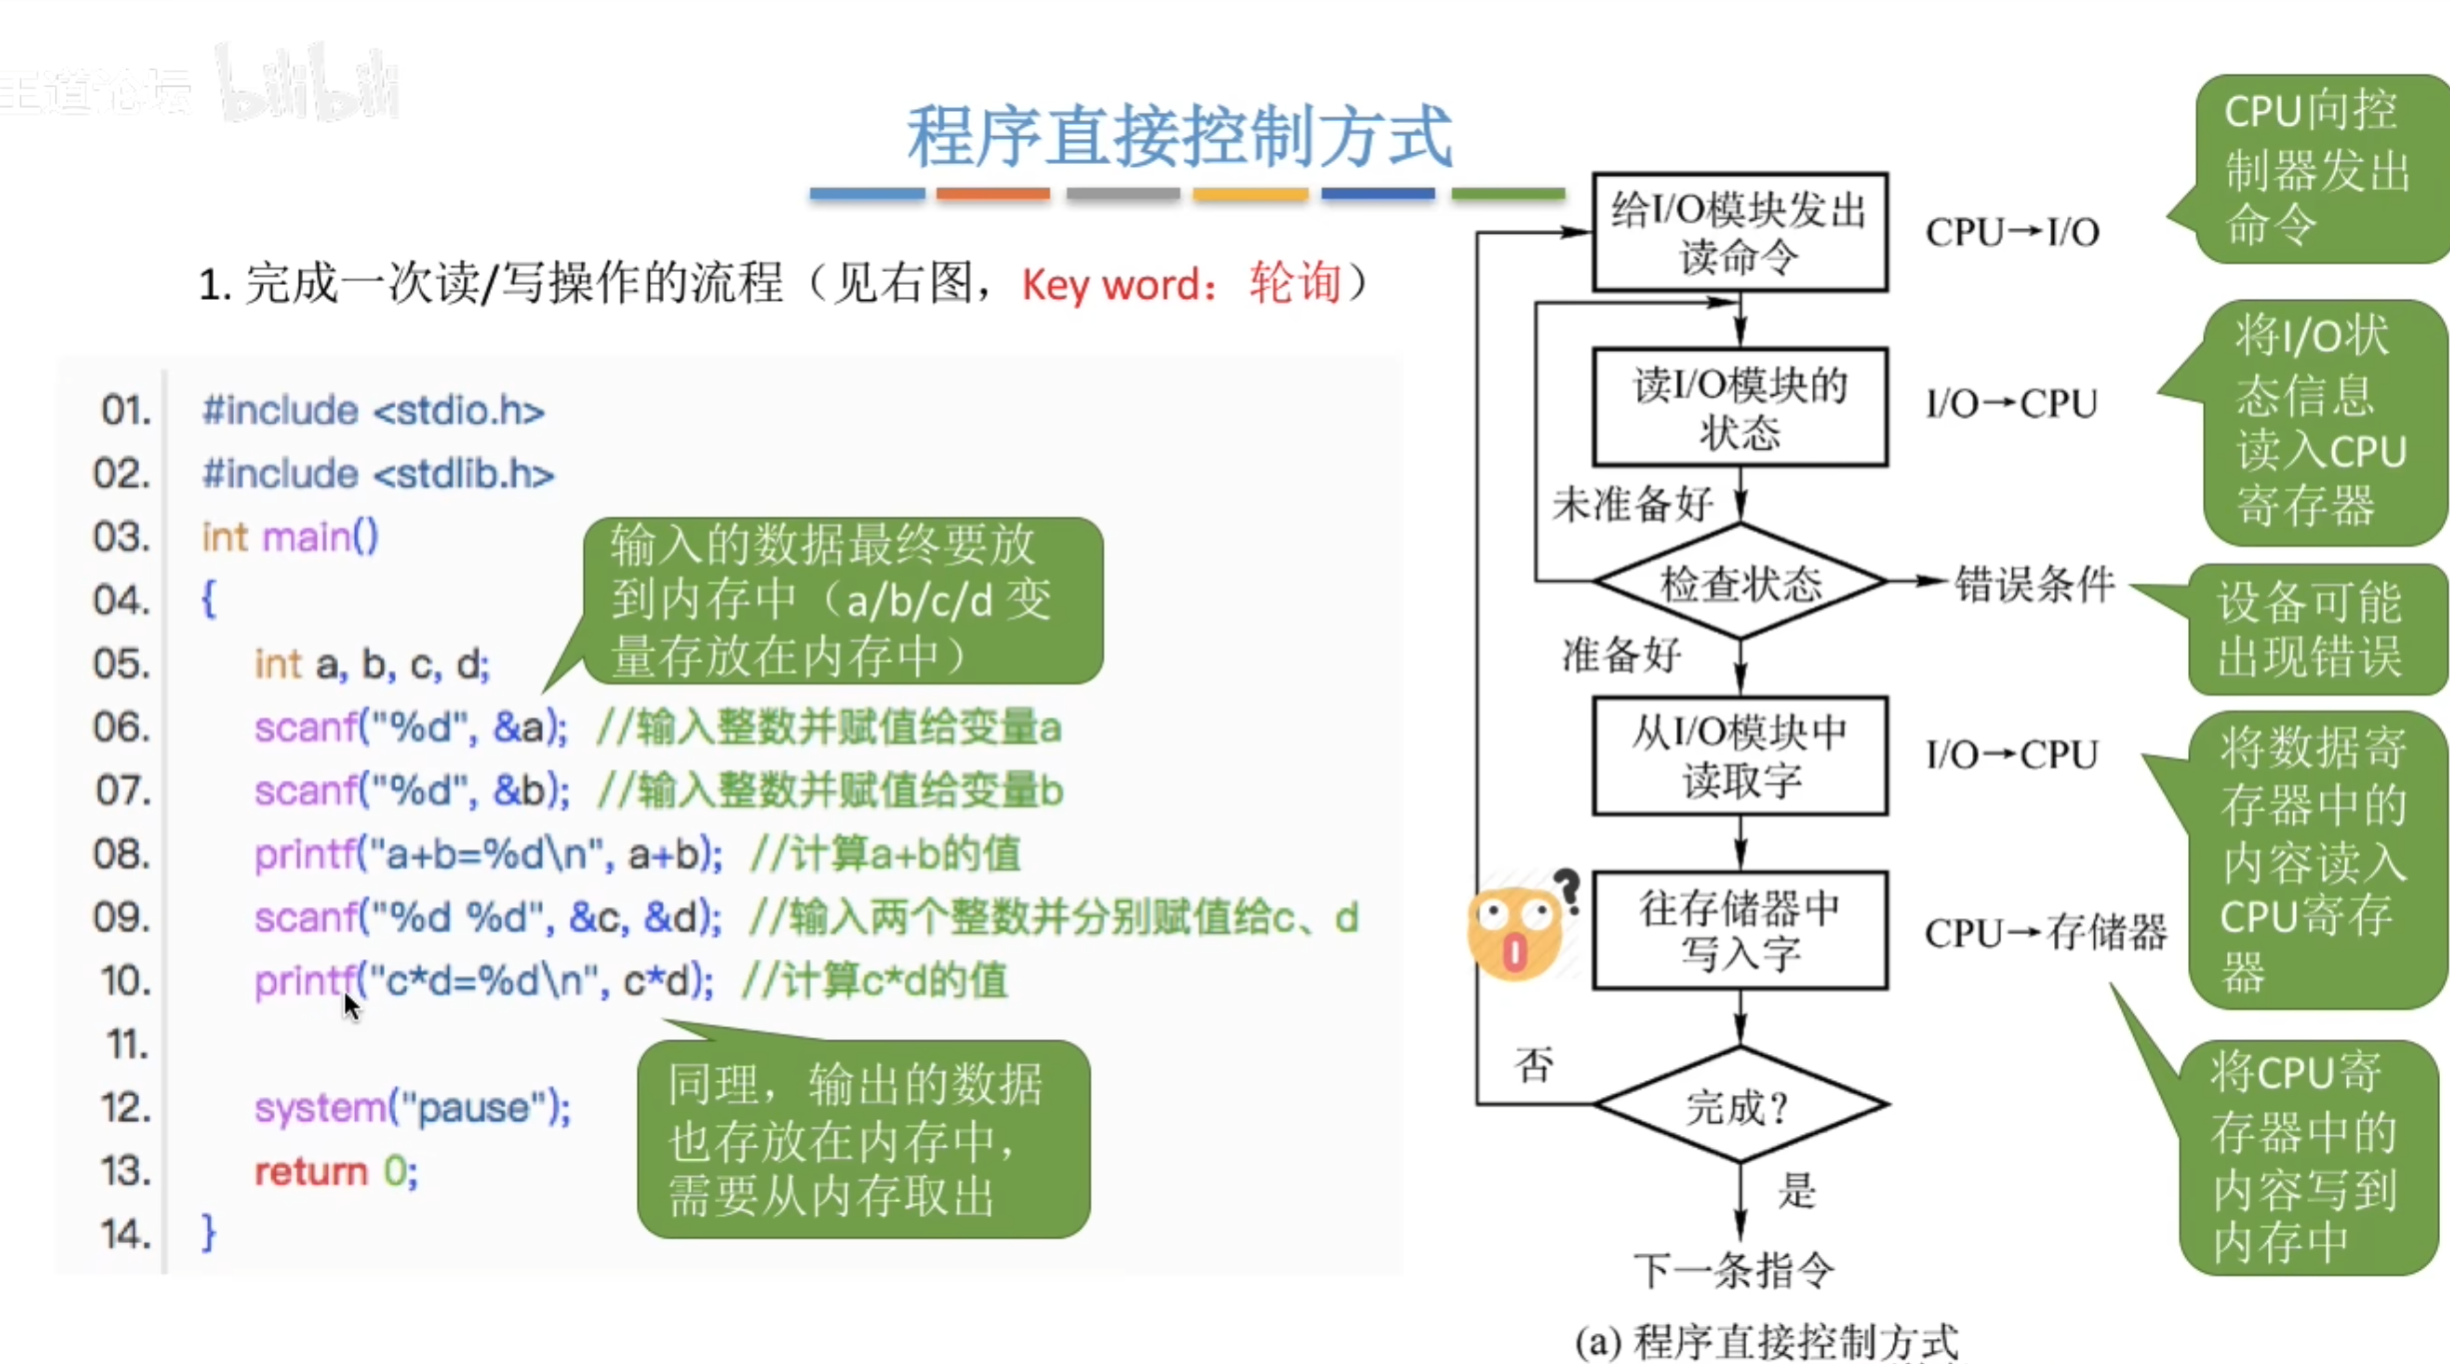 王道论坛 bilibili
程序直接控制方式
1. 完成一次读/写操作的流程（见右图，Key word：轮询）
01. #include <stdio.h>
02. #include <stdlib.h>
03. int main()
04. {
05. int a, b, c, d;
06. scanf("%d", &a); //输入整数并赋值给变量a
07. scanf("%d", &b); //输入整数并赋值给变量b
08. printf("a+b=%d\n", a+b); //计算a+b的值
09. scanf("%d %d", &c, &d); //输入两个整数并分别赋值给c、d
10. printf("c*d=%d\n", c*d); //计算c*d的值
11.
12. system("pause");
13. return 0;
14. }
输入的数据最终要放
到内存中（a/b/c/d 变
量存放在内存中）
同理，输出的数据
也存放在内存中，
需要从内存取出
给I/O模块发出
读命令
CPU→I/O
CPU向控
制器发出
命令
读I/O模块的
状态
I/O→CPU
将I/O状
态信息
读入CPU
寄存器
未准备好
检查状态
错误条件
设备可能
出现错误
准备好
从I/O模块中
读取字
I/O→CPU
将数据寄
存器中的
内容读入
CPU寄存
器
往存储器中
写入字
CPU→存储器
将CPU寄
存器中的
内容写到
内存中
否
完成？
是
下一条指令
(a) 程序直接控制方式